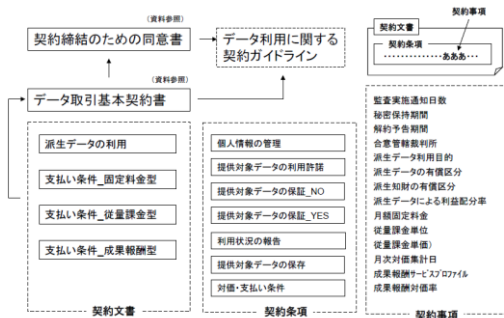 (資料参照)
契約締結のための同意書
データ利用に関する
契約ガイドライン
契約事項
契約文書
契約条項
‥‥‥‥‥‥‥あああ‥‥
(資料参照)
データ取引基本契約書
派生データの利用
支払い条件_固定料金型
支払い条件_従量課金型
支払い条件_成果報酬型
契約文書
個人情報の管理
提供対象データの利用許諾
提供対象データの保証_NO
提供対象データの保証_YES
利用状況の報告
提供対象データの保存
対価・支払い条件
契約条項
監査実施通知日数
秘密保持期間
解約予告期間
合意管轄裁判所
派生データ利用目的
派生データの有償区分
派生知財の有償区分
派生データによる利益配分率
月額固定料金
従量課金単位
従量課金単価)
月次対価集計日
成果報酬サービスプロファイル
成果報酬対価率
契約事項